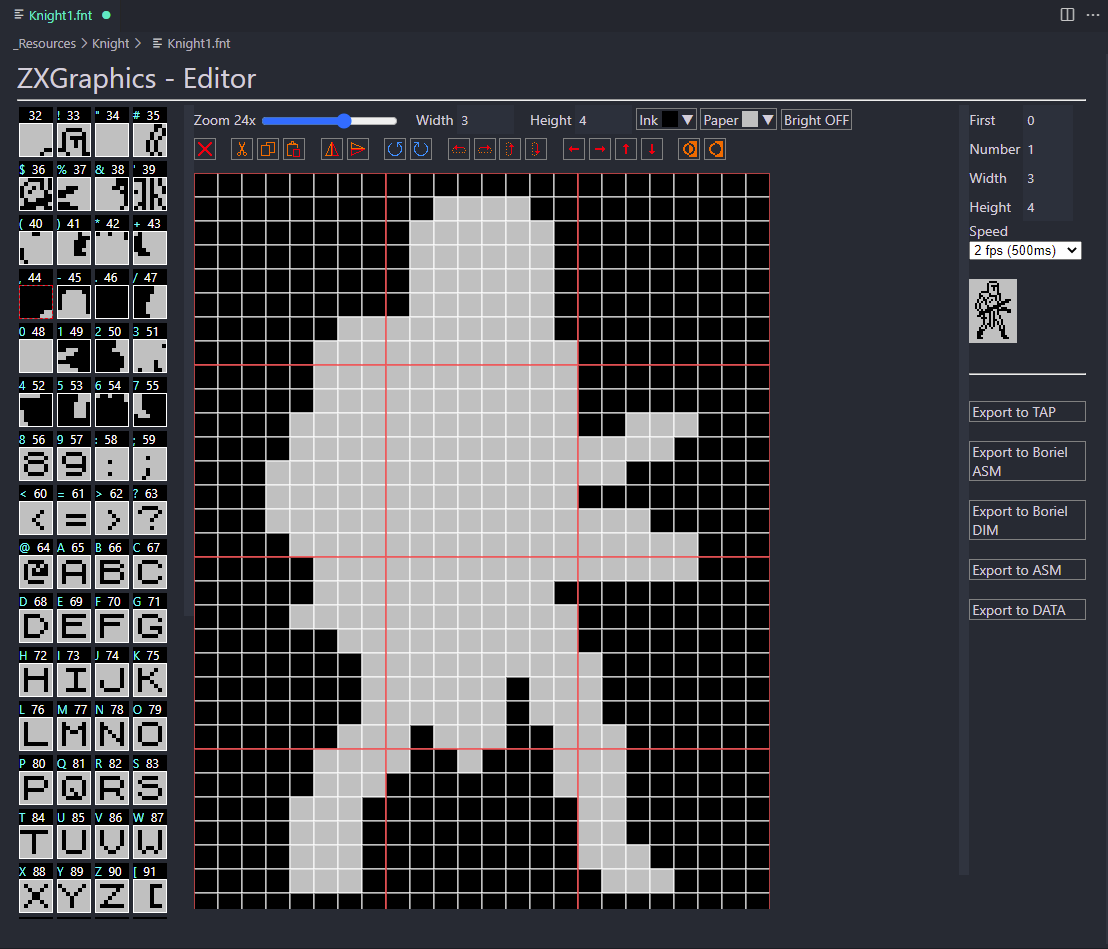 Knight1.fnt
_Resources > Knight > Knight1.fnt
ZXGraphics - Editor
32 ! 33 " 34 # 35
$ 36 % 37 & 38 ' 39
( 40 ) 41 * 42 + 43
, 44 - 45 . 46 / 47
0 48 1 49 2 50 3 51
4 52 5 53 6 54 7 55
8 56 9 57 : 58 ; 59
8 9 : ;
< 60 = 61 > 62 ? 63
< = > ?
@ 64 A 65 B 66 C 67
@ A B C
D 68 E 69 F 70 G 71
D E F G
H 72 I 73 J 74 K 75
H I J K
L 76 M 77 N 78 O 79
L M N O
P 80 Q 81 R 82 S 83
P Q R S
T 84 U 85 V 86 W 87
T U V W
X 88 Y 89 Z 90 [ 91
X Y Z [
Zoom 24x Width 3 Height 4 Ink Paper Bright OFF
First 0
Number 1
Width 3
Height 4
Speed
2 fps (500ms)
Export to TAP
Export to Boriel
ASM
Export to Boriel
DIM
Export to ASM
Export to DATA